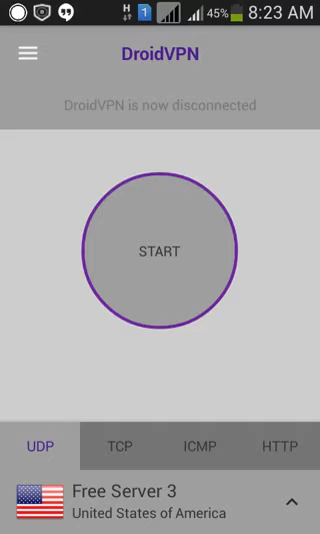 H
1
45%
8:23 AM
DroidVPN
DroidVPN is now disconnected
START
UDP
TCP
ICMP
HTTP
Free Server 3
United States of America